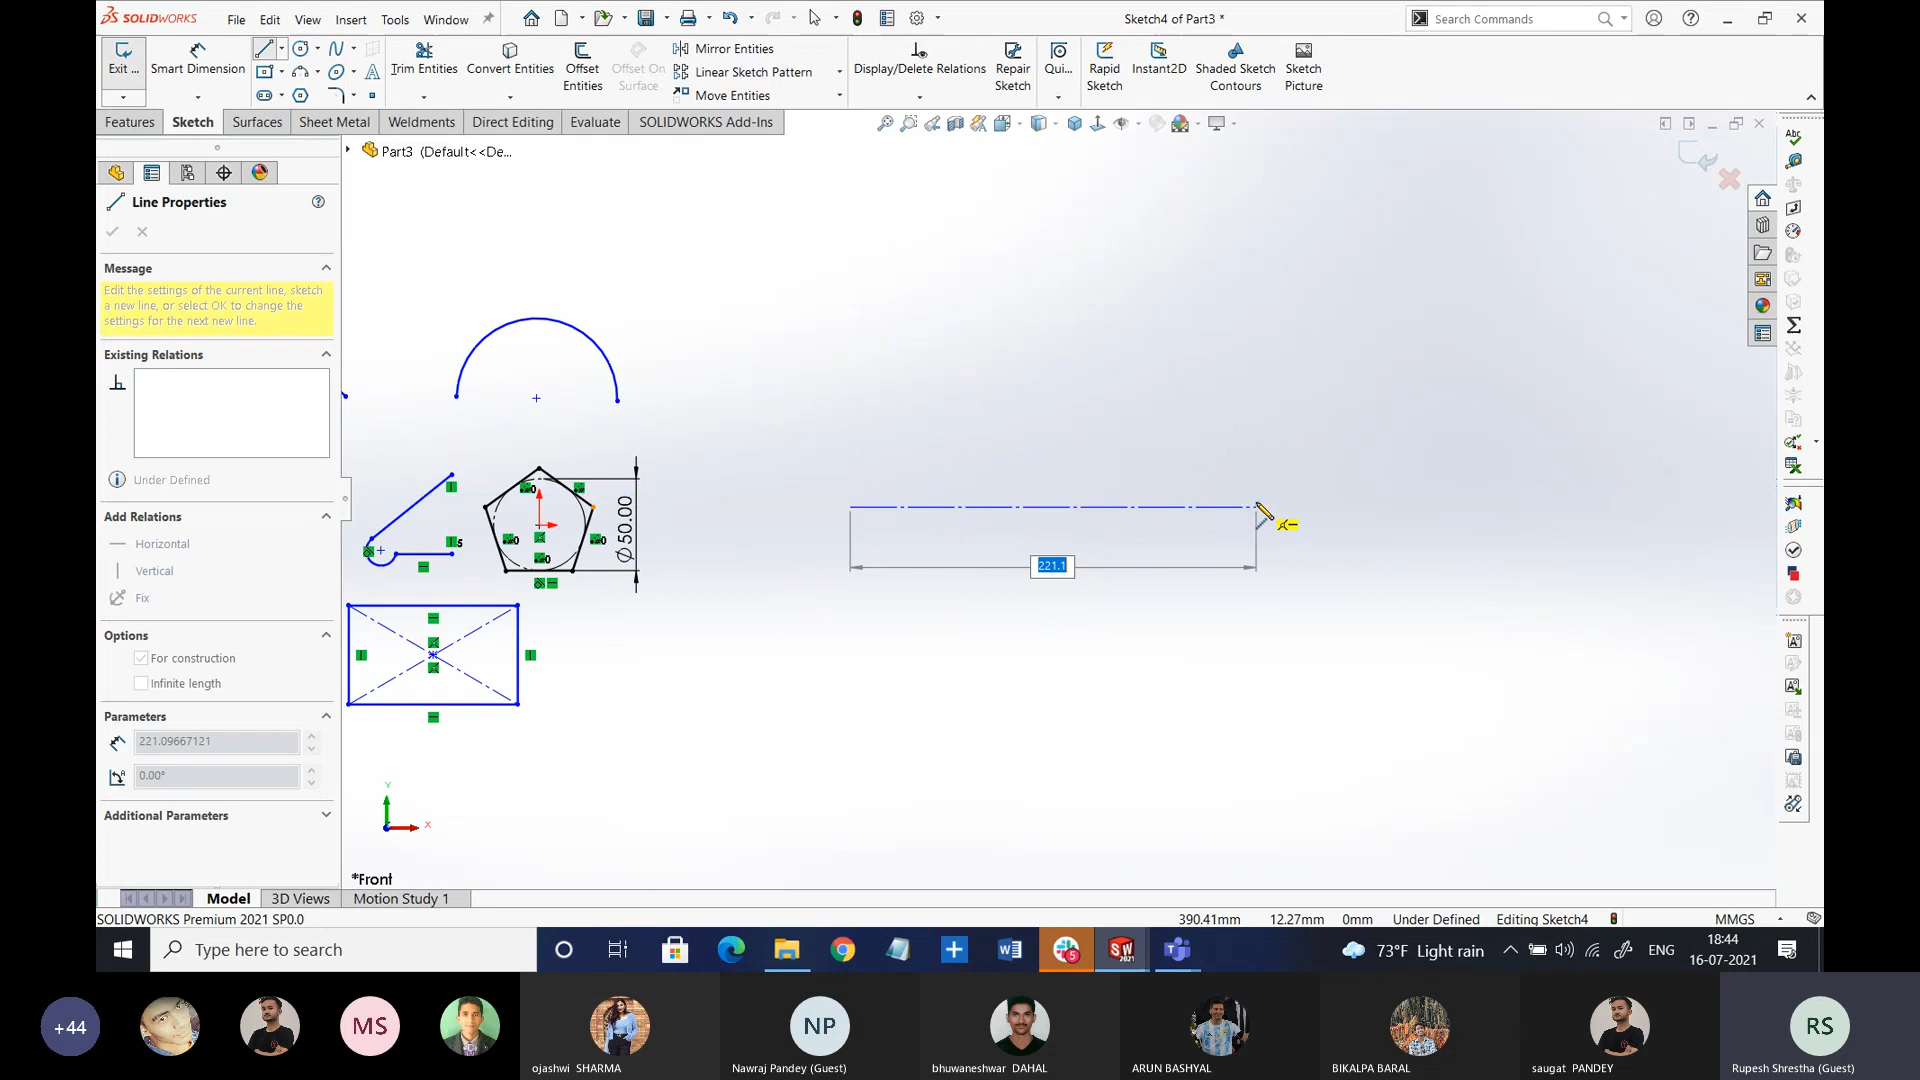 SOLIDWORKS
File Edit View Insert Tools Window
Sketch4 of Part3 *
Search Commands
Exit ...
Smart Dimension
Trim Entities
Convert Entities
Offset Entities
Offset On Surface
Mirror Entities
Linear Sketch Pattern
Move Entities
Display/Delete Relations
Repair Sketch
Qui...
Rapid Sketch
Instant2D
Shaded Sketch Contours
Sketch Picture
Features Sketch Surfaces Sheet Metal Weldments Direct Editing Evaluate SOLIDWORKS Add-Ins
Part3 (Default<<De...
Line Properties
Message
Edit the settings of the current line, sketch
a new line, or select OK to change the
settings for the next new line.
Existing Relations
Under Defined
Add Relations
Horizontal
Vertical
Fix
Options
For construction
Infinite length
Parameters
221.09667121
0.00°
Additional Parameters
Ø50.00
221.1
Y
X
*Front
Model 3D Views Motion Study 1
SOLIDWORKS Premium 2021 SP0.0
390.41mm 12.27mm 0mm Under Defined Editing Sketch4 MMGS
Type here to search
73°F Light rain
ENG
18:44
16-07-2021
+44
MS
NP
RS
ojashwi SHARMA
Nawraj Pandey (Guest)
bhuwaneshwar DAHAL
ARUN BASHYAL
BIKALPA BARAL
saugat PANDEY
Rupesh Shrestha (Guest)